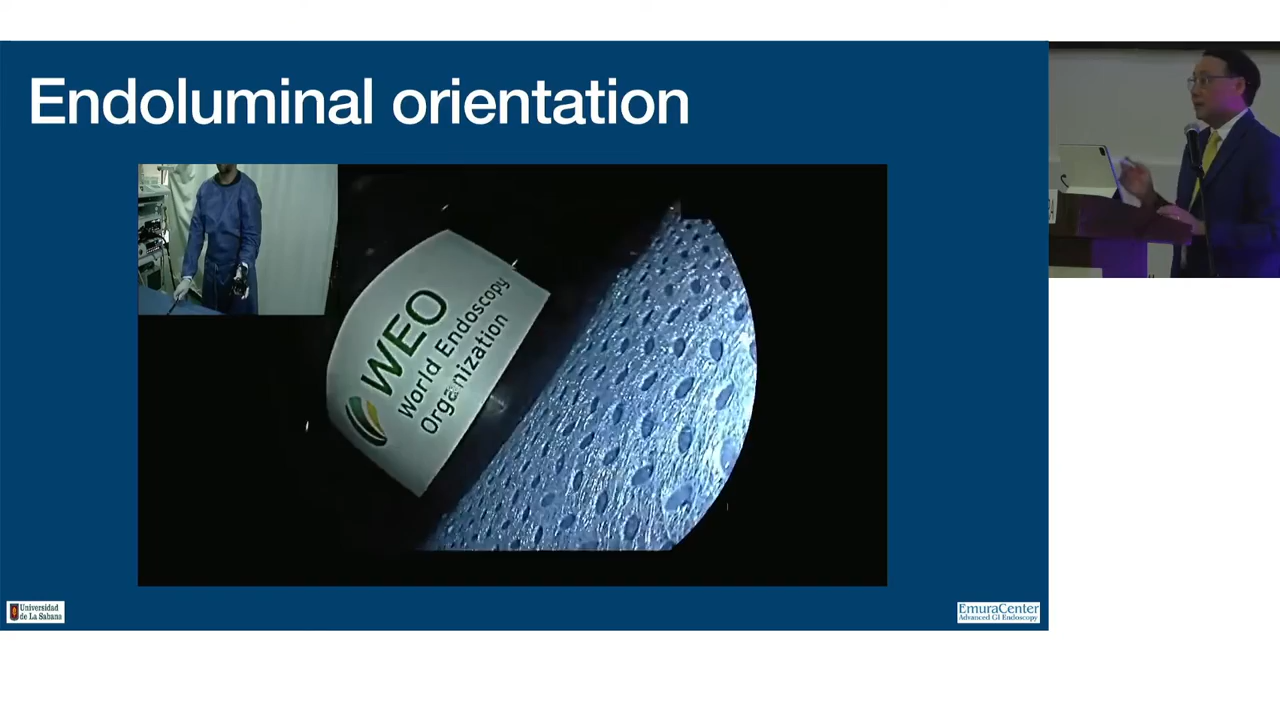 Endoluminal orientation
WEO
World Endoscopy
Organization
Universidad
de La Sabana
EmuraCenter
Advanced GI Endoscopy